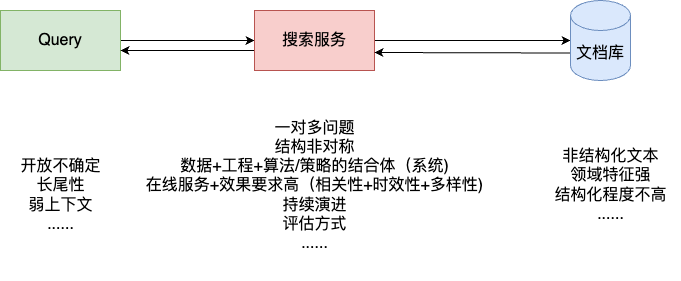 Query
搜索服务
文档库
开放不确定
长尾性
弱上下文
......
一对多问题
结构非对称
数据+工程+算法/策略的结合体（系统)
在线服务+效果要求高（相关性+时效性+多样性)
持续演进
评估方式
......
非结构化文本
领域特征强
结构化程度不高
......